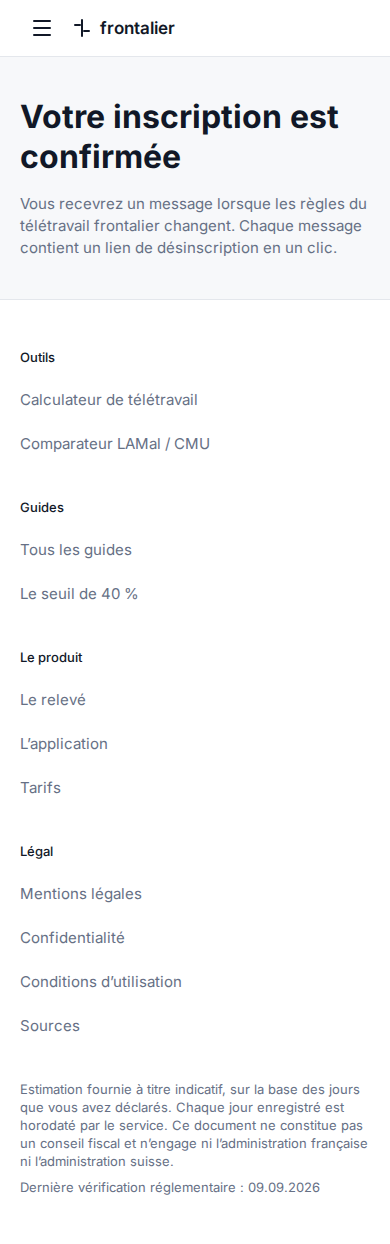 frontalier
Votre inscription est
confirmée
Vous recevrez un message lorsque les règles du
télétravail frontalier changent. Chaque message
contient un lien de désinscription en un clic.
Outils
Calculateur de télétravail
Comparateur LAMal / CMU
Guides
Tous les guides
Le seuil de 40 %
Le produit
Le relevé
L’application
Tarifs
Légal
Mentions légales
Confidentialité
Conditions d’utilisation
Sources
Estimation fournie à titre indicatif, sur la base des jours
que vous avez déclarés. Chaque jour enregistré est
horodaté par le service. Ce document ne constitue pas
un conseil fiscal et n’engage ni l’administration française
ni l’administration suisse.
Dernière vérification réglementaire : 09.09.2026